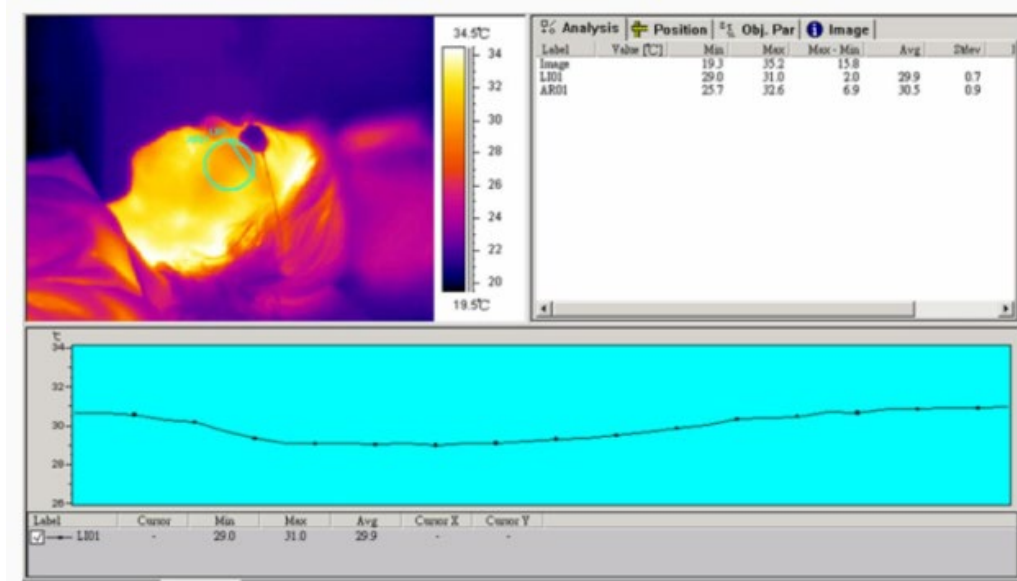 34.5°C
34
32
30
28
26
24
22
20
19.5°C
Analysis Position Obj. Par Image
Label Value [°C] Min Max Max - Min Avg Stdev
Image 19.3 35.2 15.8
LI01 29.0 31.0 2.0 29.9 0.7
AR01 25.7 32.6 6.9 30.5 0.9
°C
34
32
30
28
26
Label Cursor Min Max Avg Cursor X Cursor Y
LI01 - 29.0 31.0 29.9 - -